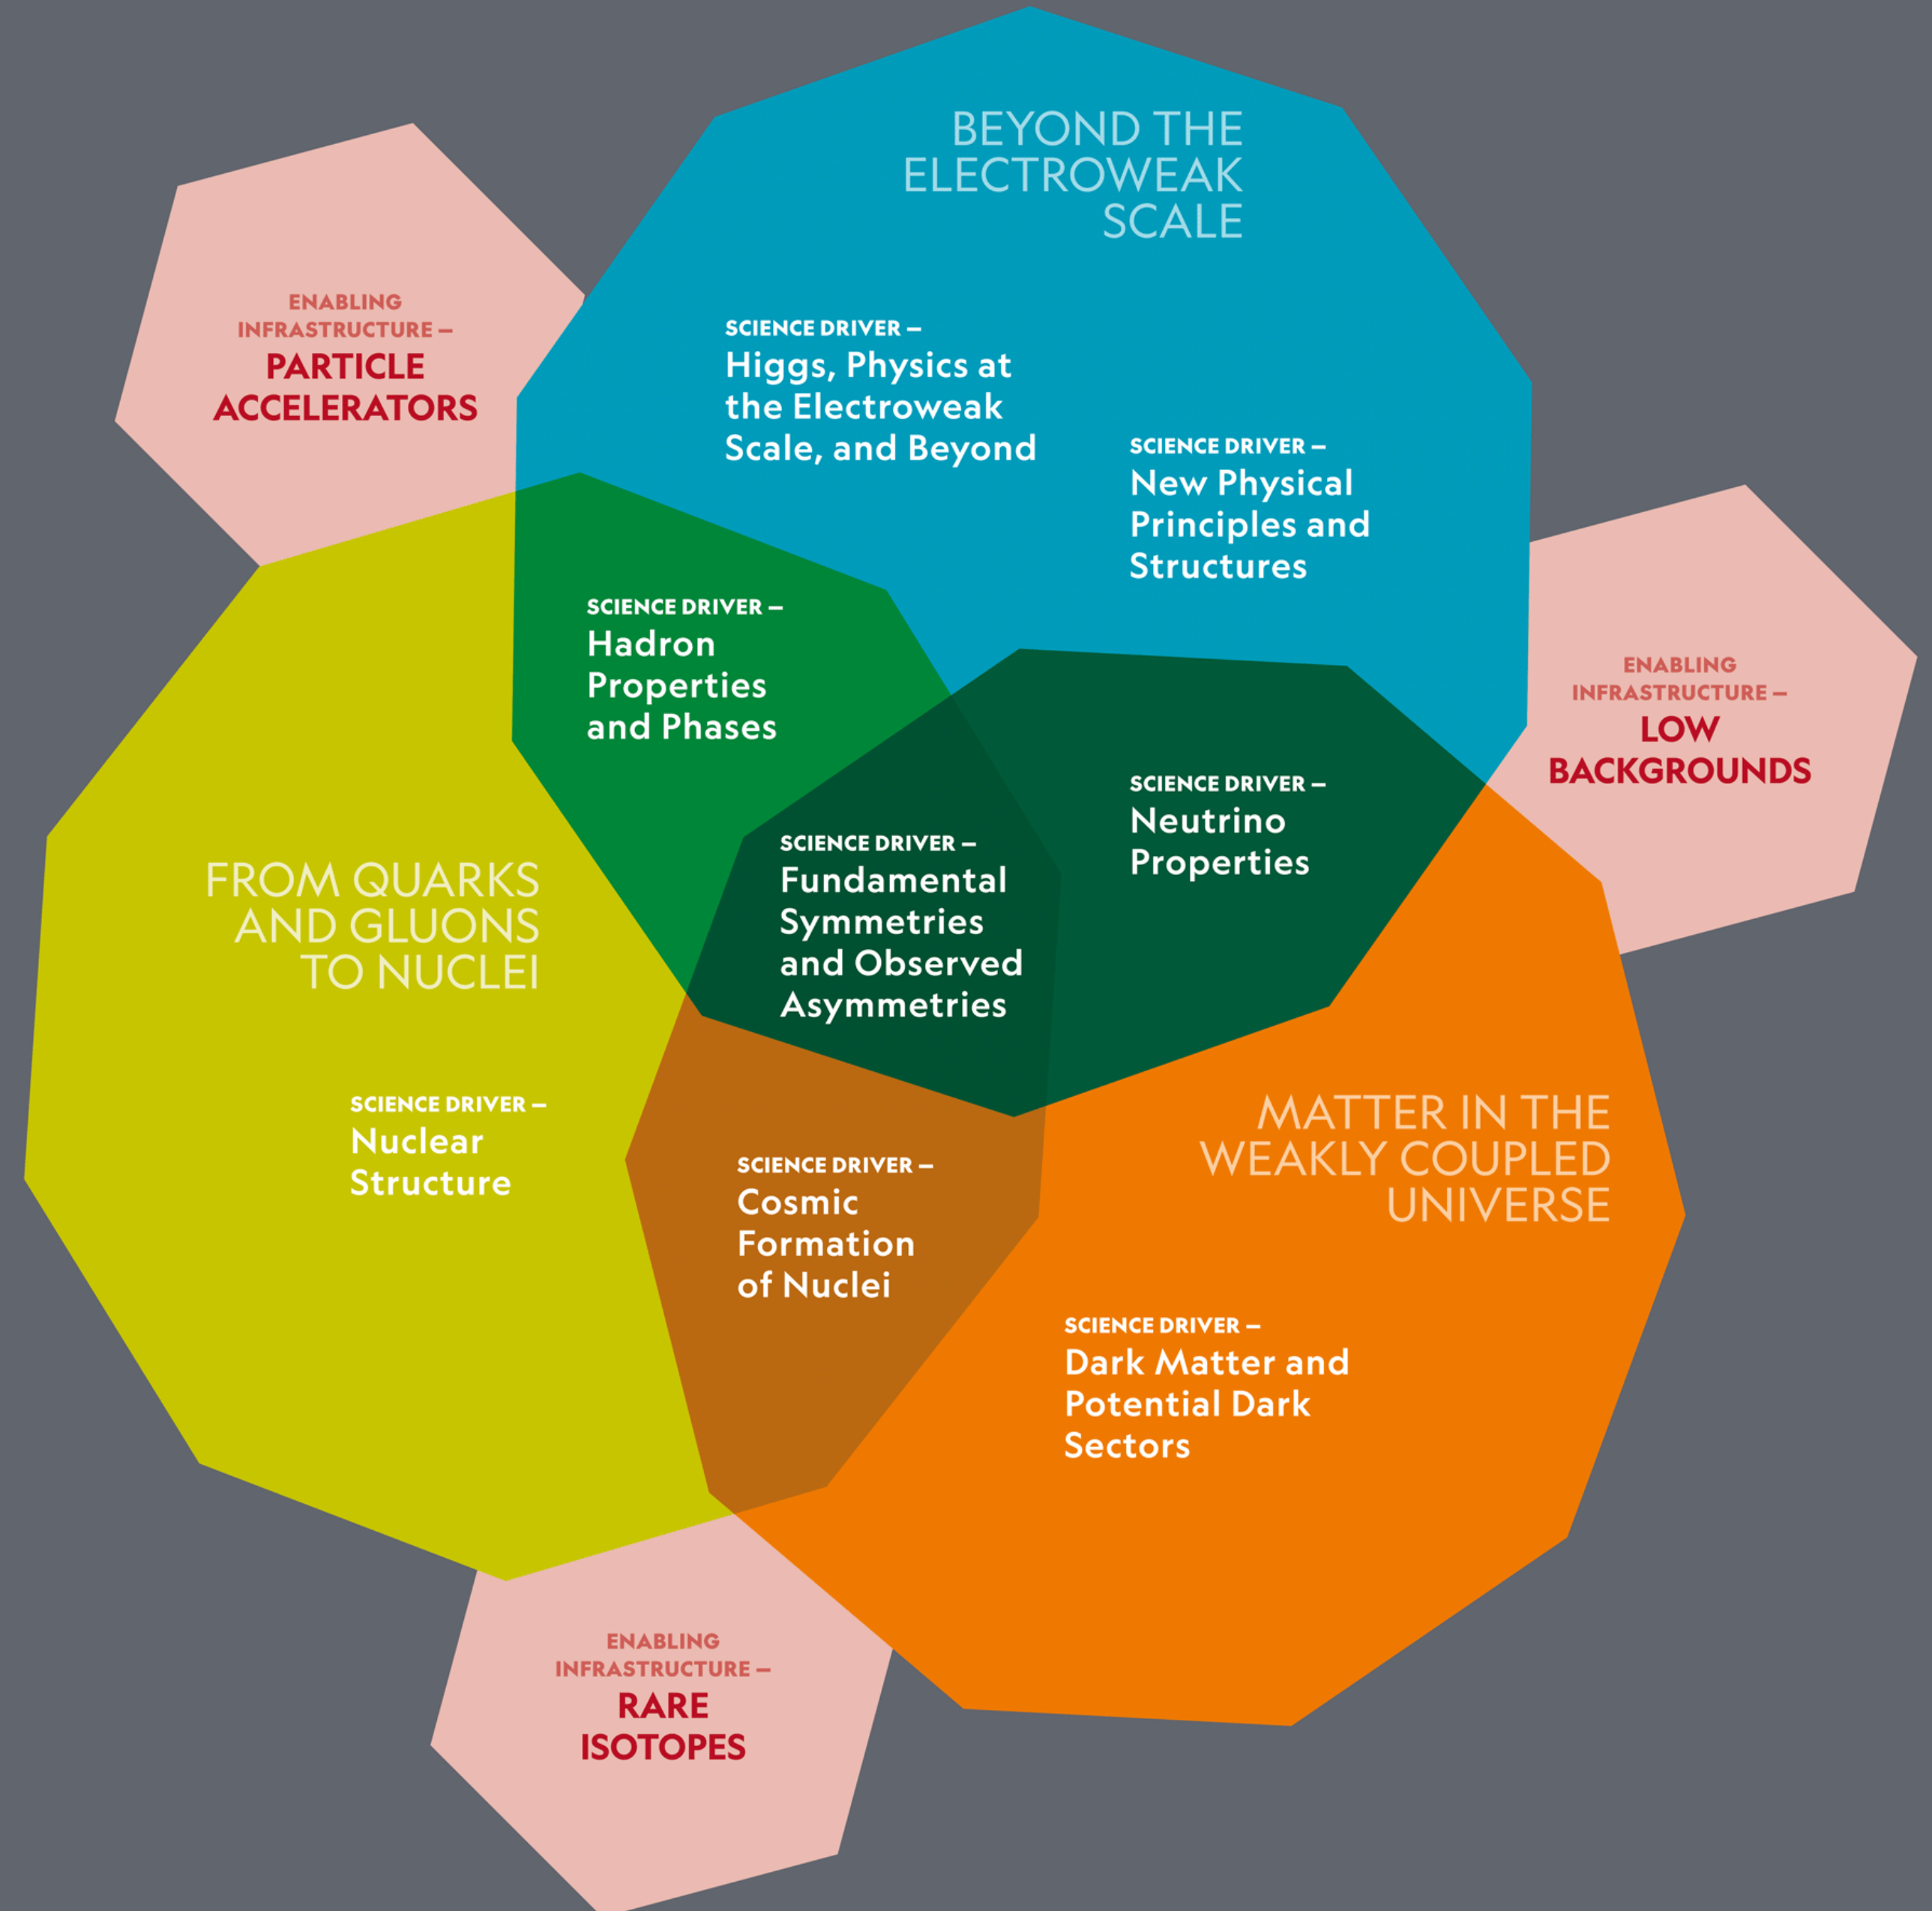 BEYOND THE
ELECTROWEAK
SCALE
ENABLING
INFRASTRUCTURE –
PARTICLE
ACCELERATORS
SCIENCE DRIVER –
Higgs, Physics at
the Electroweak
Scale, and Beyond
SCIENCE DRIVER –
New Physical
Principles and
Structures
SCIENCE DRIVER –
Hadron
Properties
and Phases
ENABLING
INFRASTRUCTURE –
LOW
BACKGROUNDS
SCIENCE DRIVER –
Neutrino
Properties
SCIENCE DRIVER –
Fundamental
Symmetries
and Observed
Asymmetries
FROM QUARKS
AND GLUONS
TO NUCLEI
SCIENCE DRIVER –
Nuclear
Structure
MATTER IN THE
WEAKLY COUPLED
UNIVERSE
SCIENCE DRIVER –
Cosmic
Formation
of Nuclei
SCIENCE DRIVER –
Dark Matter and
Potential Dark
Sectors
ENABLING
INFRASTRUCTURE –
RARE
ISOTOPES